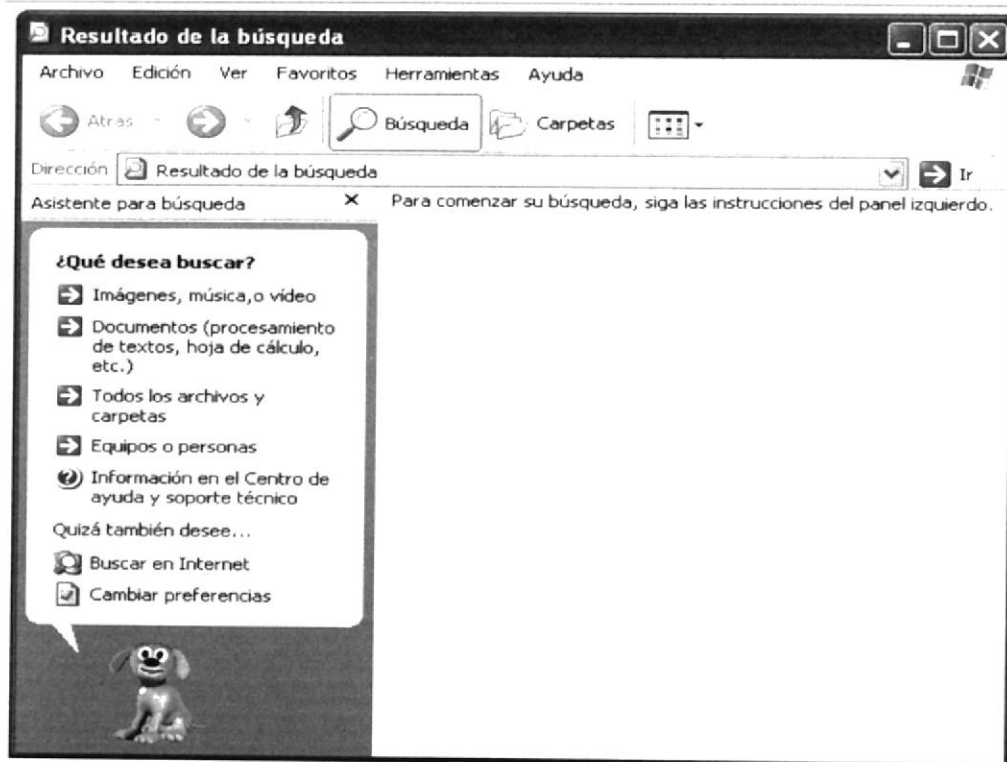 Resultado de la búsqueda
Archivo Edición Ver Favoritos Herramientas Ayuda
Atras Búsqueda Carpetas
Dirección Resultado de la búsqueda Ir
Asistente para búsqueda
Para comenzar su búsqueda, siga las instrucciones del panel izquierdo.
¿Qué desea buscar?
Imágenes, música,o vídeo
Documentos (procesamiento
de textos, hoja de cálculo,
etc.)
Todos los archivos y
carpetas
Equipos o personas
Información en el Centro de
ayuda y soporte técnico
Quizá también desee...
Buscar en Internet
Cambiar preferencias